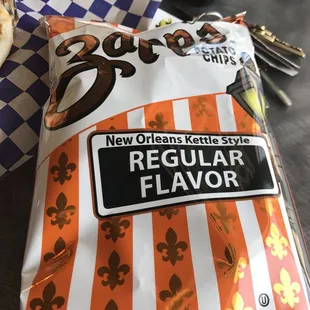 Zapp's
POTATO
CHIPS
New Orleans Kettle Style
REGULAR
FLAVOR
U